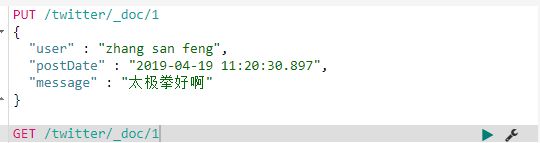 PUT /twitter/_doc/1
{
  "user" : "zhang san feng",
  "postDate" : "2019-04-19 11:20:30.897",
  "message" : "太极拳好啊"
}
GET /twitter/_doc/1